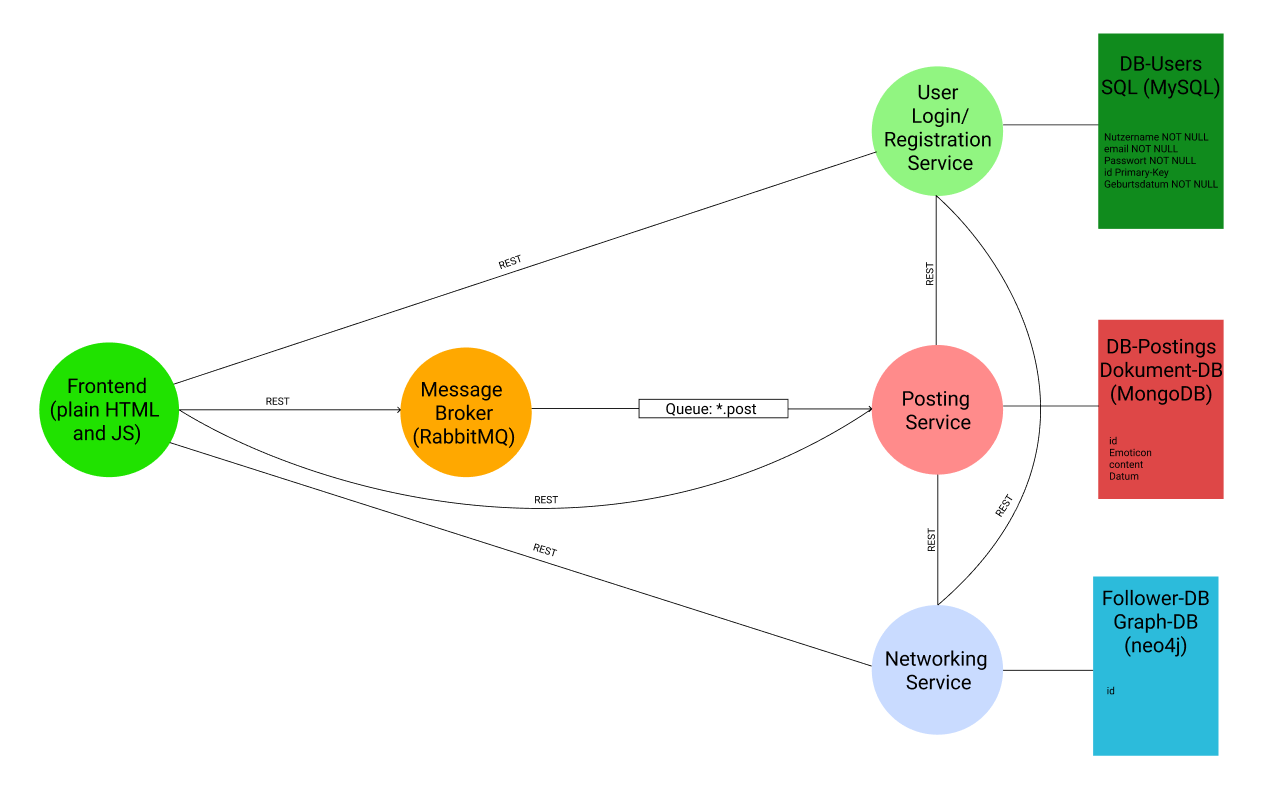 DB-Users
SQL (MySQL)
Nutzername NOT NULL
email NOT NULL
Passwort NOT NULL
id Primary-Key
Geburtsdatum NOT NULL
User
Login/
Registration
Service
REST
REST
Frontend
(plain HTML
and JS)
REST
Message
Broker
(RabbitMQ)
Queue: *.post
Posting
Service
DB-Postings
Dokument-DB
(MongoDB)
id
Emoticon
content
Datum
REST
REST
REST
REST
Networking
Service
Follower-DB
Graph-DB
(neo4j)
id